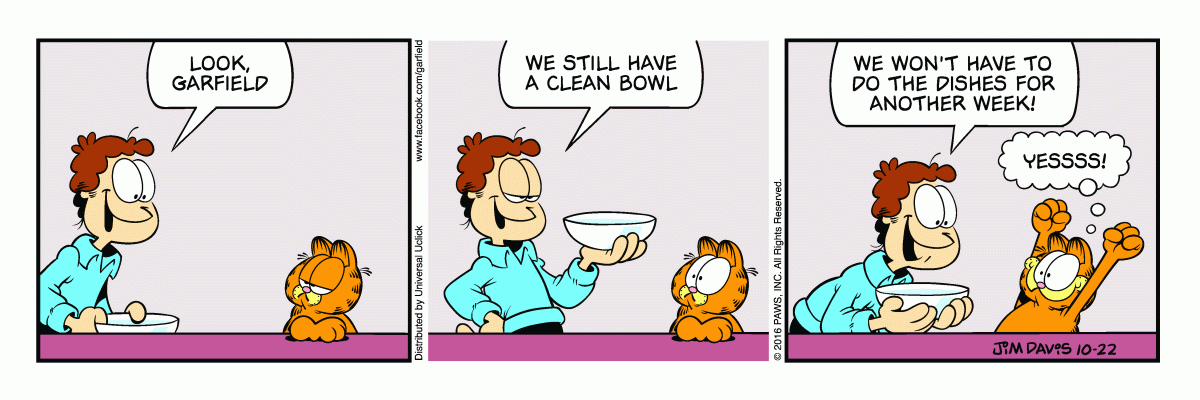 LOOK,
GARFIELD
www.facebook.com/garfield
Distributed by Universal Uclick
WE STILL HAVE
A CLEAN BOWL
© 2016 PAWS, INC. All Rights Reserved.
WE WON'T HAVE TO
DO THE DISHES FOR
ANOTHER WEEK!
YESSSS!
JIM DAVIS 10-22